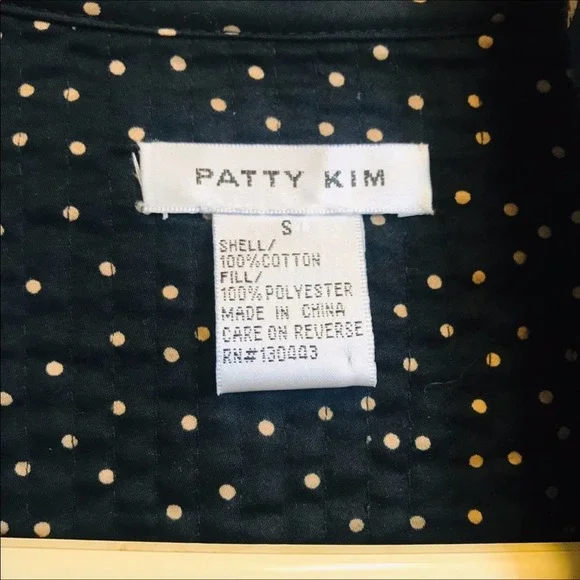 PATTY KIM
S
SHELL/
100%COTTON
FILL/
100%POLYESTER
MADE IN CHINA
CARE ON REVERSE
RN#130003